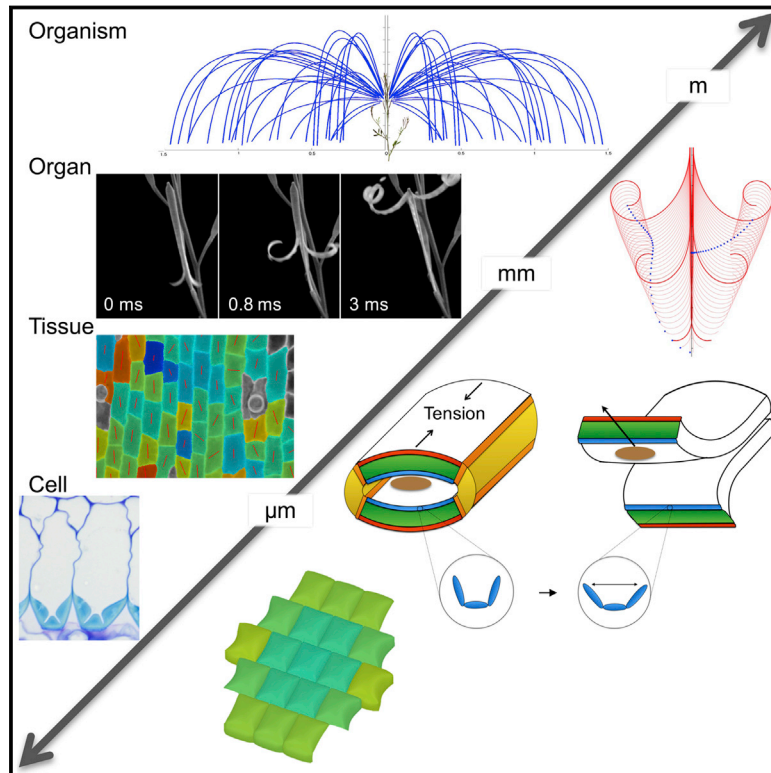 Organism
m
1.5
1
0.5
0
0.5
1
1.5
Organ
0 ms
0.8 ms
3 ms
mm
Tissue
Tension
Cell
µm